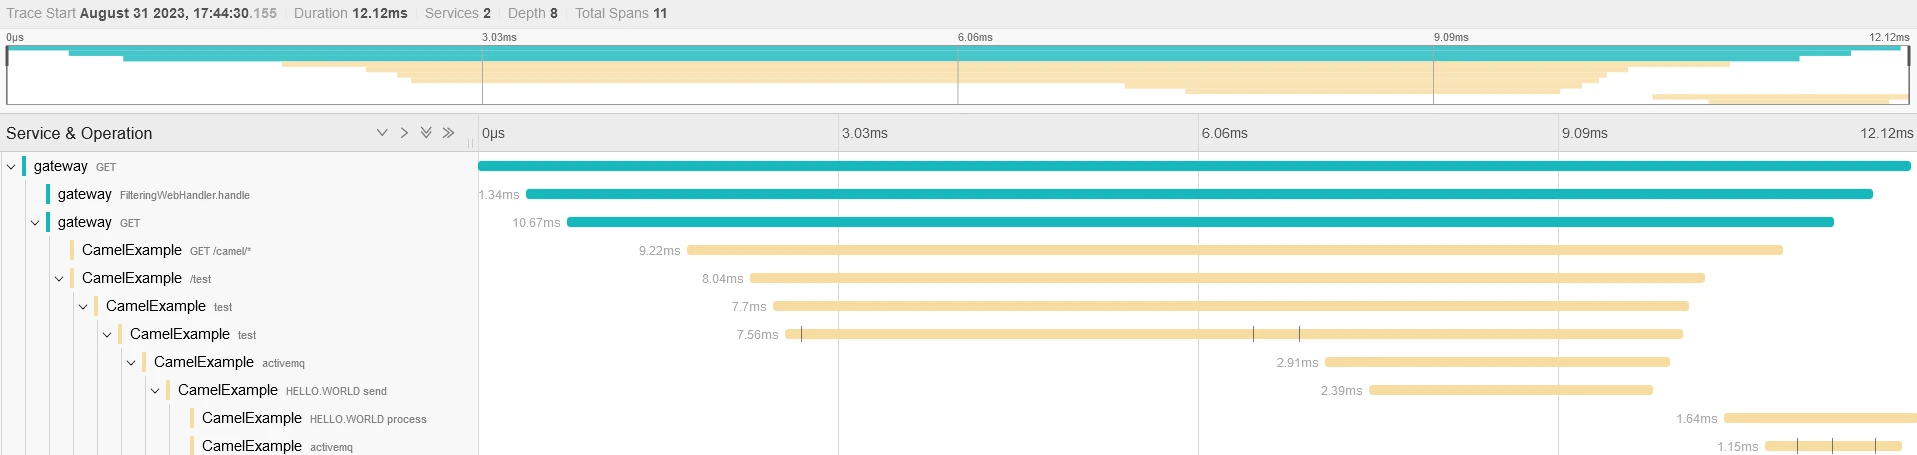 Trace Start August 31 2023, 17:44:30.155 Duration 12.12ms Services 2 Depth 8 Total Spans 11
0μs 3.03ms 6.06ms 9.09ms 12.12ms
Service & Operation 0μs 3.03ms 6.06ms 9.09ms 12.12ms
gateway GET
gateway FilteringWebHandler.handle 1.34ms
gateway GET 10.67ms
CamelExample GET /camel/* 9.22ms
CamelExample /test 8.04ms
CamelExample test 7.7ms
CamelExample test 7.56ms
CamelExample activemq 2.91ms
CamelExample HELLO.WORLD send 2.39ms
CamelExample HELLO.WORLD process 1.64ms
CamelExample activemq 1.15ms